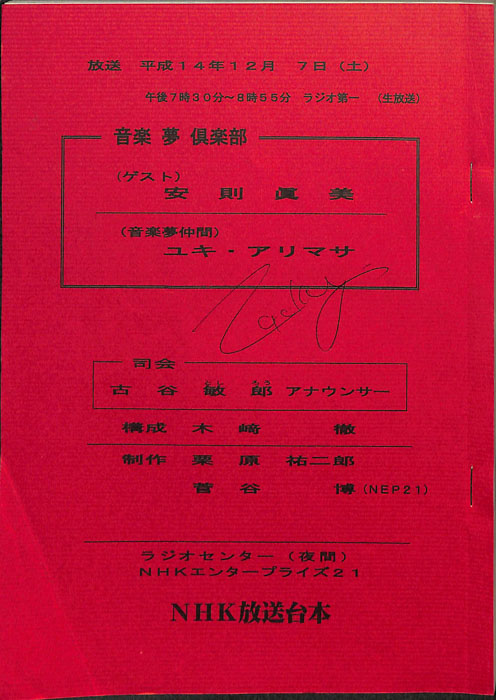 放送　平成14年12月　7日（土）
午後7時30分～8時55分　ラジオ第一　（生放送）
音楽 夢 倶楽部
（ゲスト）
安　則　眞　美
（音楽夢仲間）
ユキ・アリマサ
司会
とし　　ろう
古　谷　敏　郎　アナウンサー
構成　木　﨑　　　徹
制作　栗　原　祐二郎
菅　谷　　　博（NEP21）
ラジオセンター（夜間）
NHKエンタープライズ21
NHK放送台本